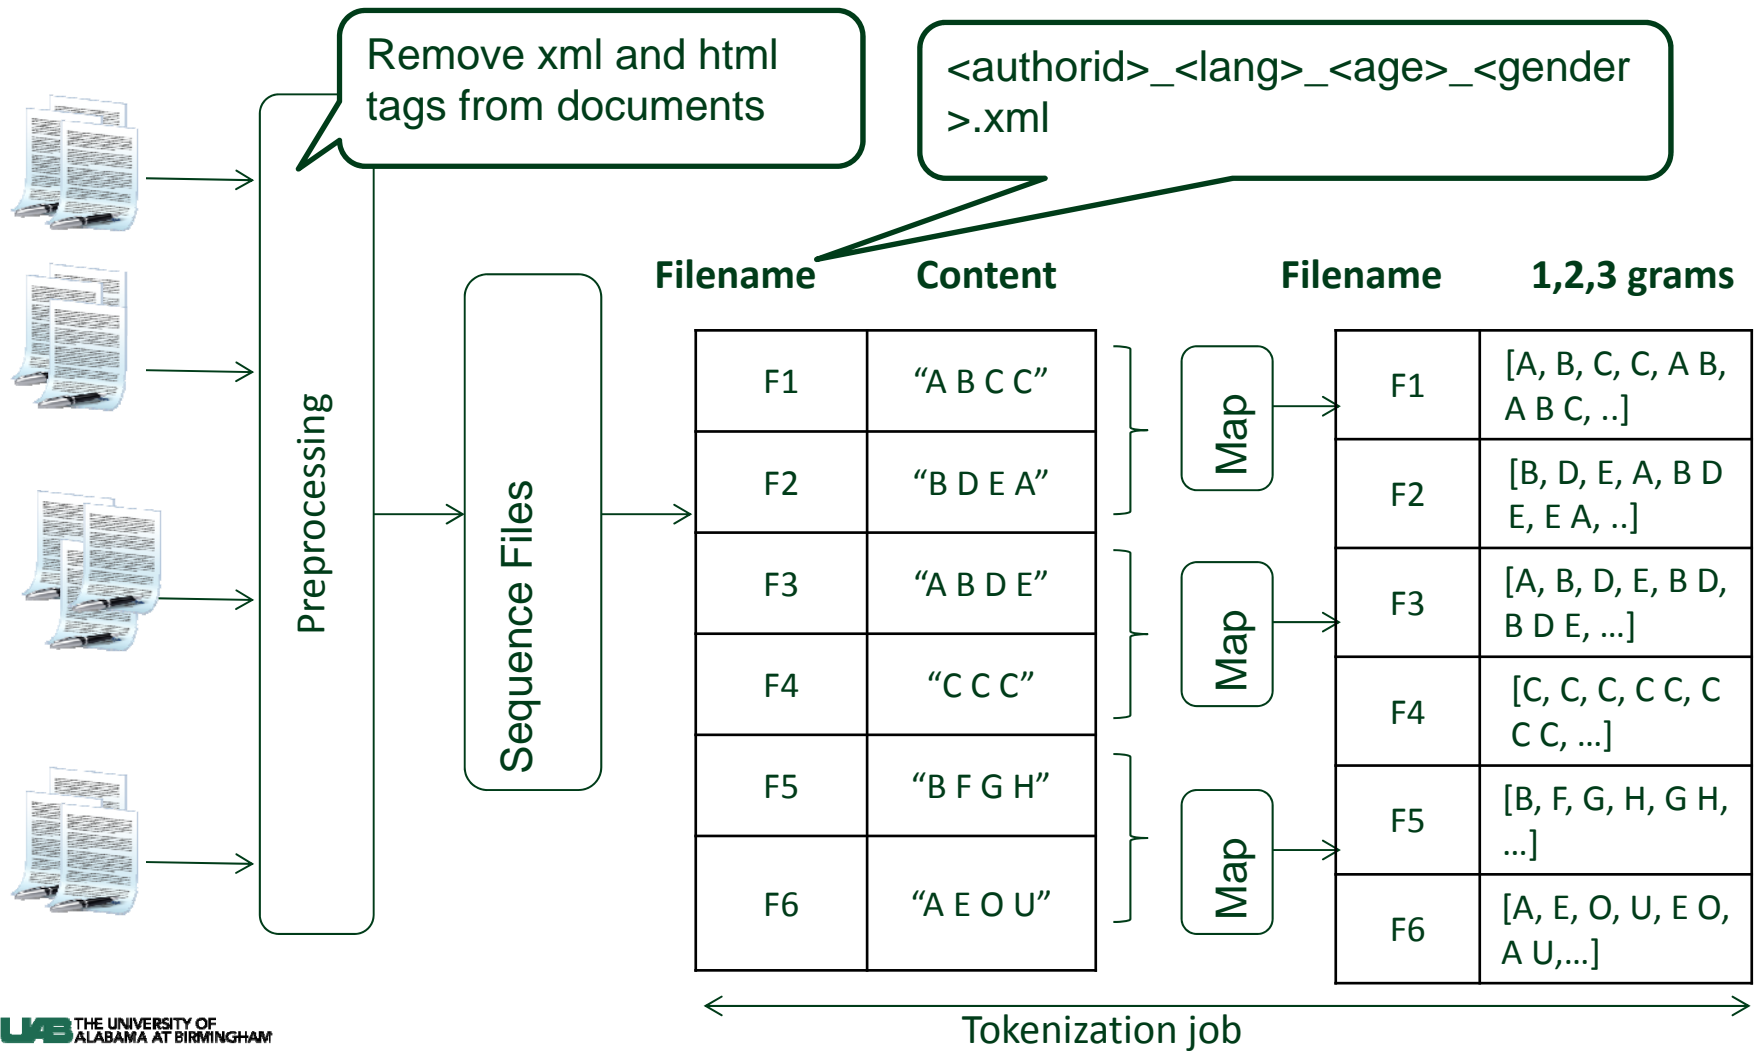 Remove xml and html
tags from documents
<authorid>_<lang>_<age>_<gender
>.xml
Preprocessing
Sequence Files
Filename
Content
F1
“A B C C”
F2
“B D E A”
F3
“A B D E”
F4
“C C C”
F5
“B F G H”
F6
“A E O U”
Map
Map
Map
Filename
1,2,3 grams
F1
[A, B, C, C, A B,
A B C, ..]
F2
[B, D, E, A, B D
E, E A, ..]
F3
[A, B, D, E, B D,
B D E, ...]
F4
[C, C, C, C C, C
C C, ...]
F5
[B, F, G, H, G H,
...]
F6
[A, E, O, U, E O,
A U,...]
Tokenization job
UAB
THE UNIVERSITY OF
ALABAMA AT BIRMINGHAM